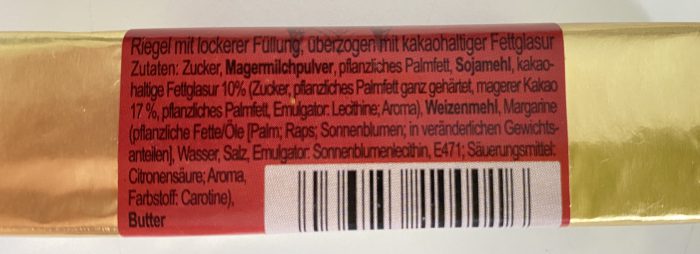 Riegel mit lockerer Füllung, überzogen mit kakaohaltiger Fettglasur
Zutaten: Zucker, Magermilchpulver, pflanzliches Palmfett, Sojamehl, kakao-
haltige Fettglasur 10% (Zucker, pflanzliches Palmfett ganz gehärtet, magerer Kakao
17 %, pflanzliches Palmfett, Emulgator: Lecithine; Aroma), Weizenmehl, Margarine
(pflanzliche Fette/Öle [Palm; Raps; Sonnenblumen; in veränderlichen Gewichts-
anteilen], Wasser, Salz, Emulgator: Sonnenblumenlecithin, E471; Säuerungsmittel:
Citronensäure; Aroma,
Farbstoff: Carotine),
Butter